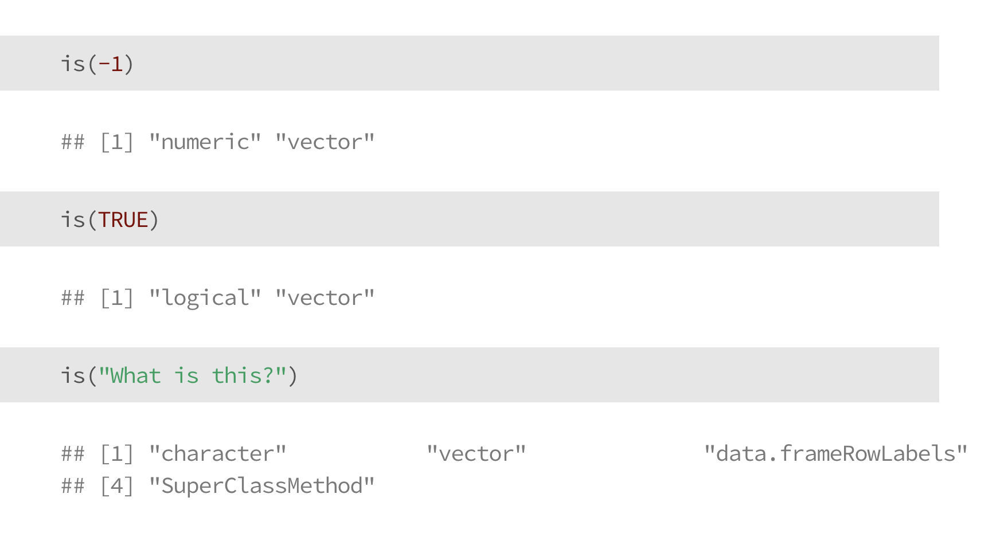 is(-1)
## [1] "numeric" "vector"
is(TRUE)
## [1] "logical" "vector"
is("What is this?")
## [1] "character"           "vector"              "data.frameRowLabels"
## [4] "SuperClassMethod"